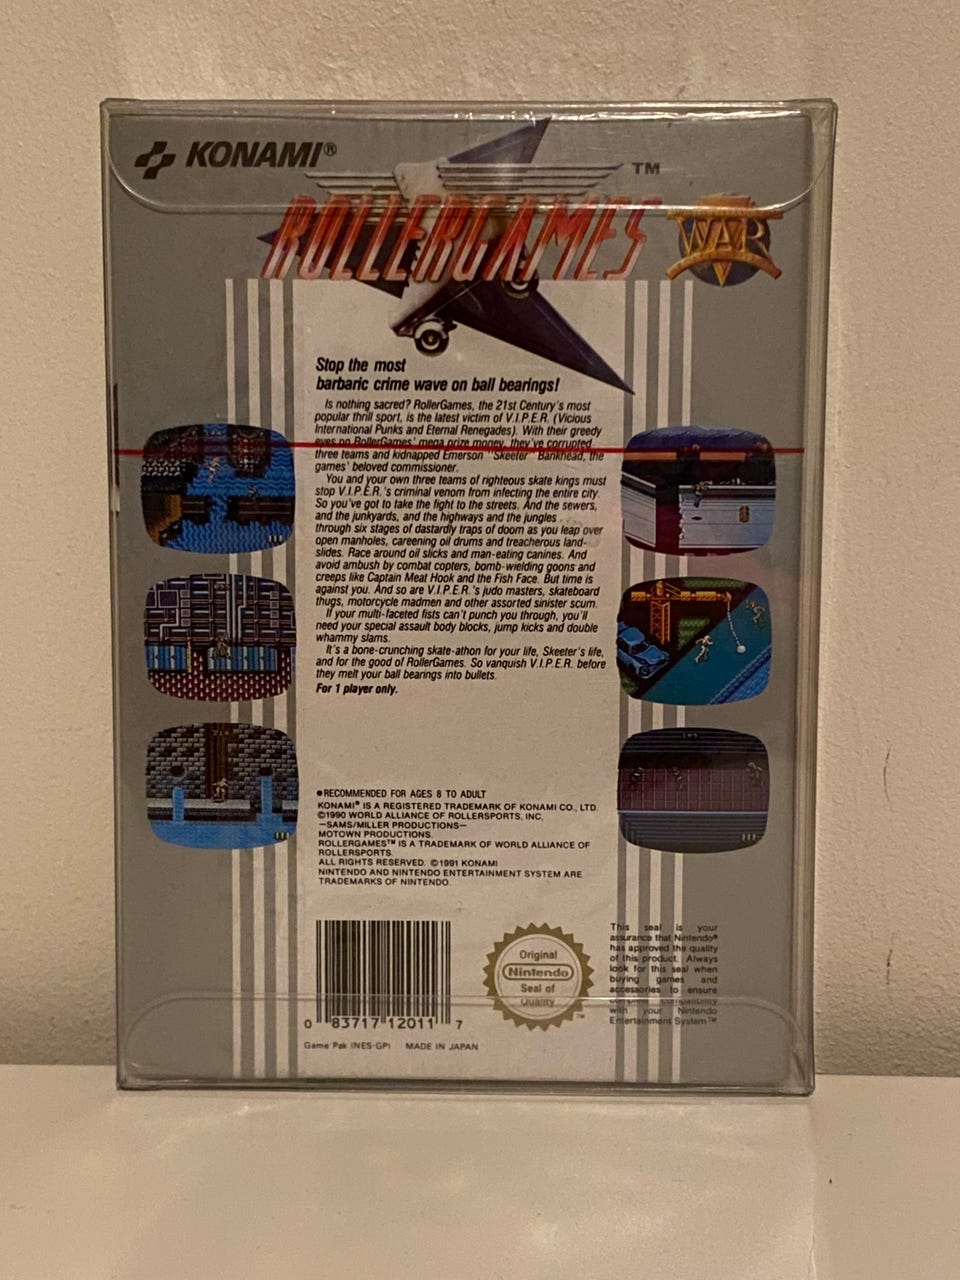 KONAMI®
TM
ROLLERGAMES
WAR
Stop the most
barbaric crime wave on ball bearings!
Is nothing sacred? RollerGames, the 21st Century's most
popular thrill sport, is the latest victim of V.I.P.E.R. (Vicious
International Punks and Eternal Renegades). With their greedy
eyes on RollerGames' mega prize money, they've corrupted
three teams and kidnapped Emerson "Skeeter" Bankhead, the
games' beloved commissioner.
You and your own three teams of righteous skate kings must
stop V.I.P.E.R.'s criminal venom from infecting the entire city.
So you've got to take the fight to the streets. And the sewers,
and the junkyards, and the highways and the jungles . . .
through six stages of dastardly traps of doom as you leap over
open manholes, careening oil drums and treacherous land-
slides. Race around oil slicks and man-eating canines. And
avoid ambush by combat copters, bomb-wielding goons and
creeps like Captain Meat Hook and the Fish Face. But time is
against you. And so are V.I.P.E.R.'s judo masters, skateboard
thugs, motorcycle madmen and other assorted sinister scum.
If your multi-faceted fists can't punch you through, you'll
need your special assault body blocks, jump kicks and double
whammy slams.
It's a bone-crunching skate-athon for your life, Skeeter's life,
and for the good of RollerGames. So vanquish V.I.P.E.R. before
they melt your ball bearings into bullets.
For 1 player only.
●RECOMMENDED FOR AGES 8 TO ADULT
KONAMI® IS A REGISTERED TRADEMARK OF KONAMI CO., LTD.
©1990 WORLD ALLIANCE OF ROLLERSPORTS, INC,
—SAMS/MILLER PRODUCTIONS—
MOTOWN PRODUCTIONS.
ROLLERGAMES™ IS A TRADEMARK OF WORLD ALLIANCE OF
ROLLERSPORTS.
ALL RIGHTS RESERVED. ©1991 KONAMI
NINTENDO AND NINTENDO ENTERTAINMENT SYSTEM ARE
TRADEMARKS OF NINTENDO.
0 83717 12011 7
Game Pak (NES-GP) MADE IN JAPAN
Original
Nintendo
Seal of
Quality
TM
This seal is your
assurance that Nintendo®
has approved the quality
of this product. Always
look for this seal when
buying games and
accessories to ensure
complete compatibility
with your Nintendo
Entertainment System™